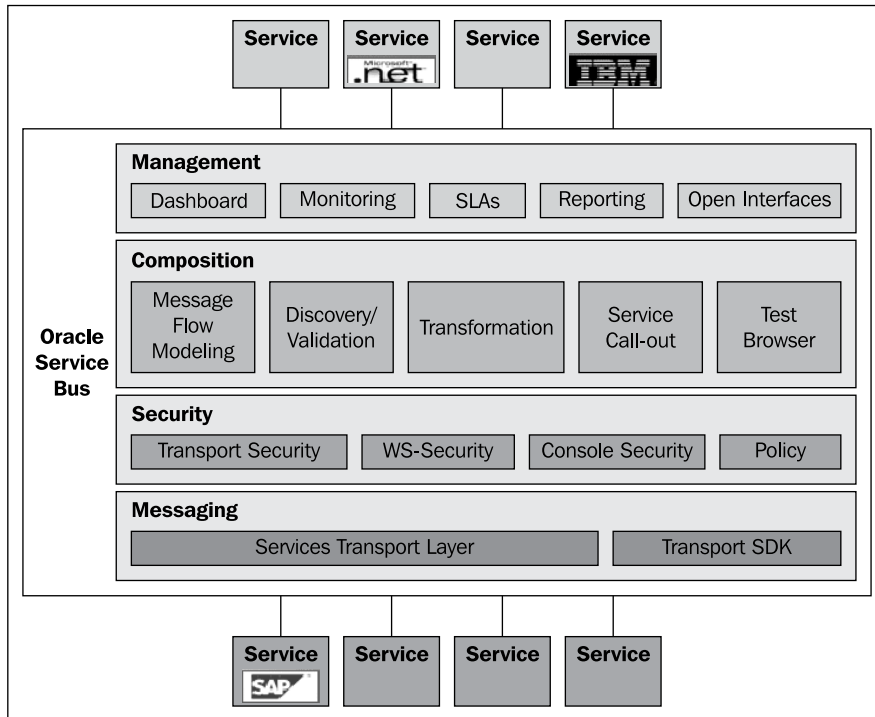 Service
Service
Service
Service
Microsoft
.net
IBM
Management
Dashboard
Monitoring
SLAs
Reporting
Open Interfaces
Composition
Message
Flow
Modeling
Discovery/
Validation
Transformation
Service
Call-out
Test
Browser
Oracle
Service
Bus
Security
Transport Security
WS-Security
Console Security
Policy
Messaging
Services Transport Layer
Transport SDK
Service
Service
Service
Service
SAP